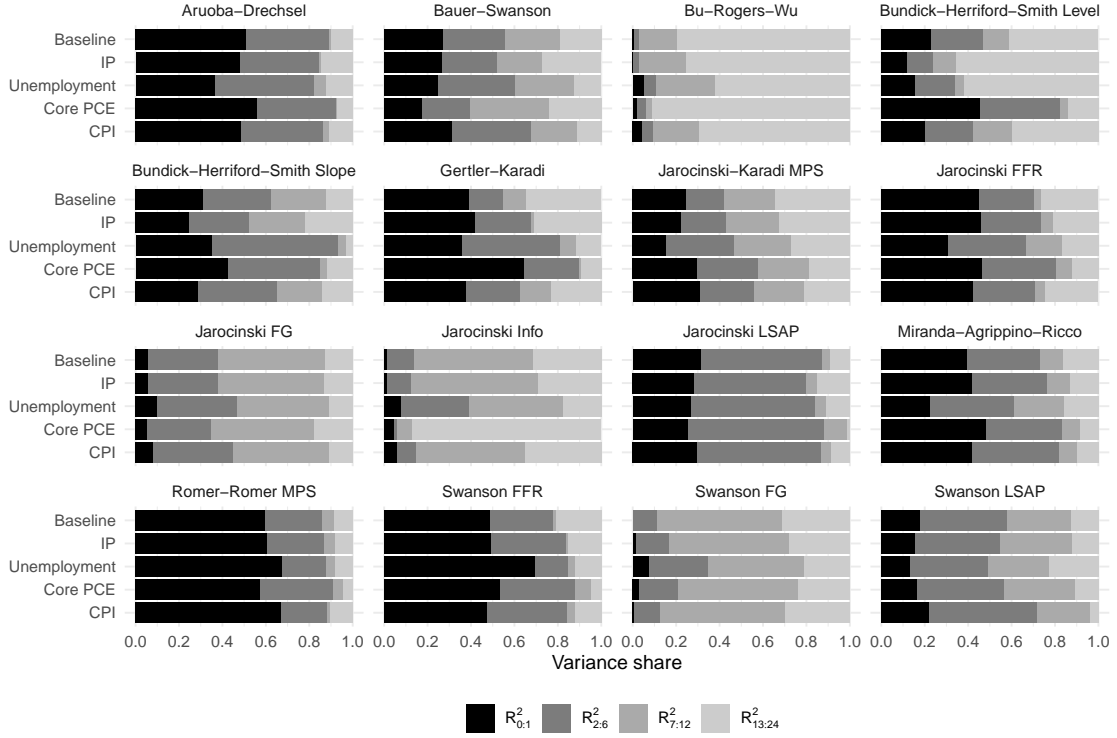 Aruoba−Drechsel Bauer−Swanson Bu−Rogers−Wu Bundick−Herriford−Smith Level
Baseline
IP
Unemployment
Core PCE
CPI
Bundick−Herriford−Smith Slope Gertler−Karadi Jarocinski−Karadi MPS Jarocinski FFR
Baseline
IP
Unemployment
Core PCE
CPI
Jarocinski FG Jarocinski Info Jarocinski LSAP Miranda−Agrippino−Ricco
Baseline
IP
Unemployment
Core PCE
CPI
Romer−Romer MPS Swanson FFR Swanson FG Swanson LSAP
Baseline
IP
Unemployment
Core PCE
CPI
0.0 0.2 0.4 0.6 0.8 1.0 0.0 0.2 0.4 0.6 0.8 1.0 0.0 0.2 0.4 0.6 0.8 1.0 0.0 0.2 0.4 0.6 0.8 1.0
Variance share
R²₀:₁ R²₂:₆ R²₇:₁₂ R²₁₃:₂₄